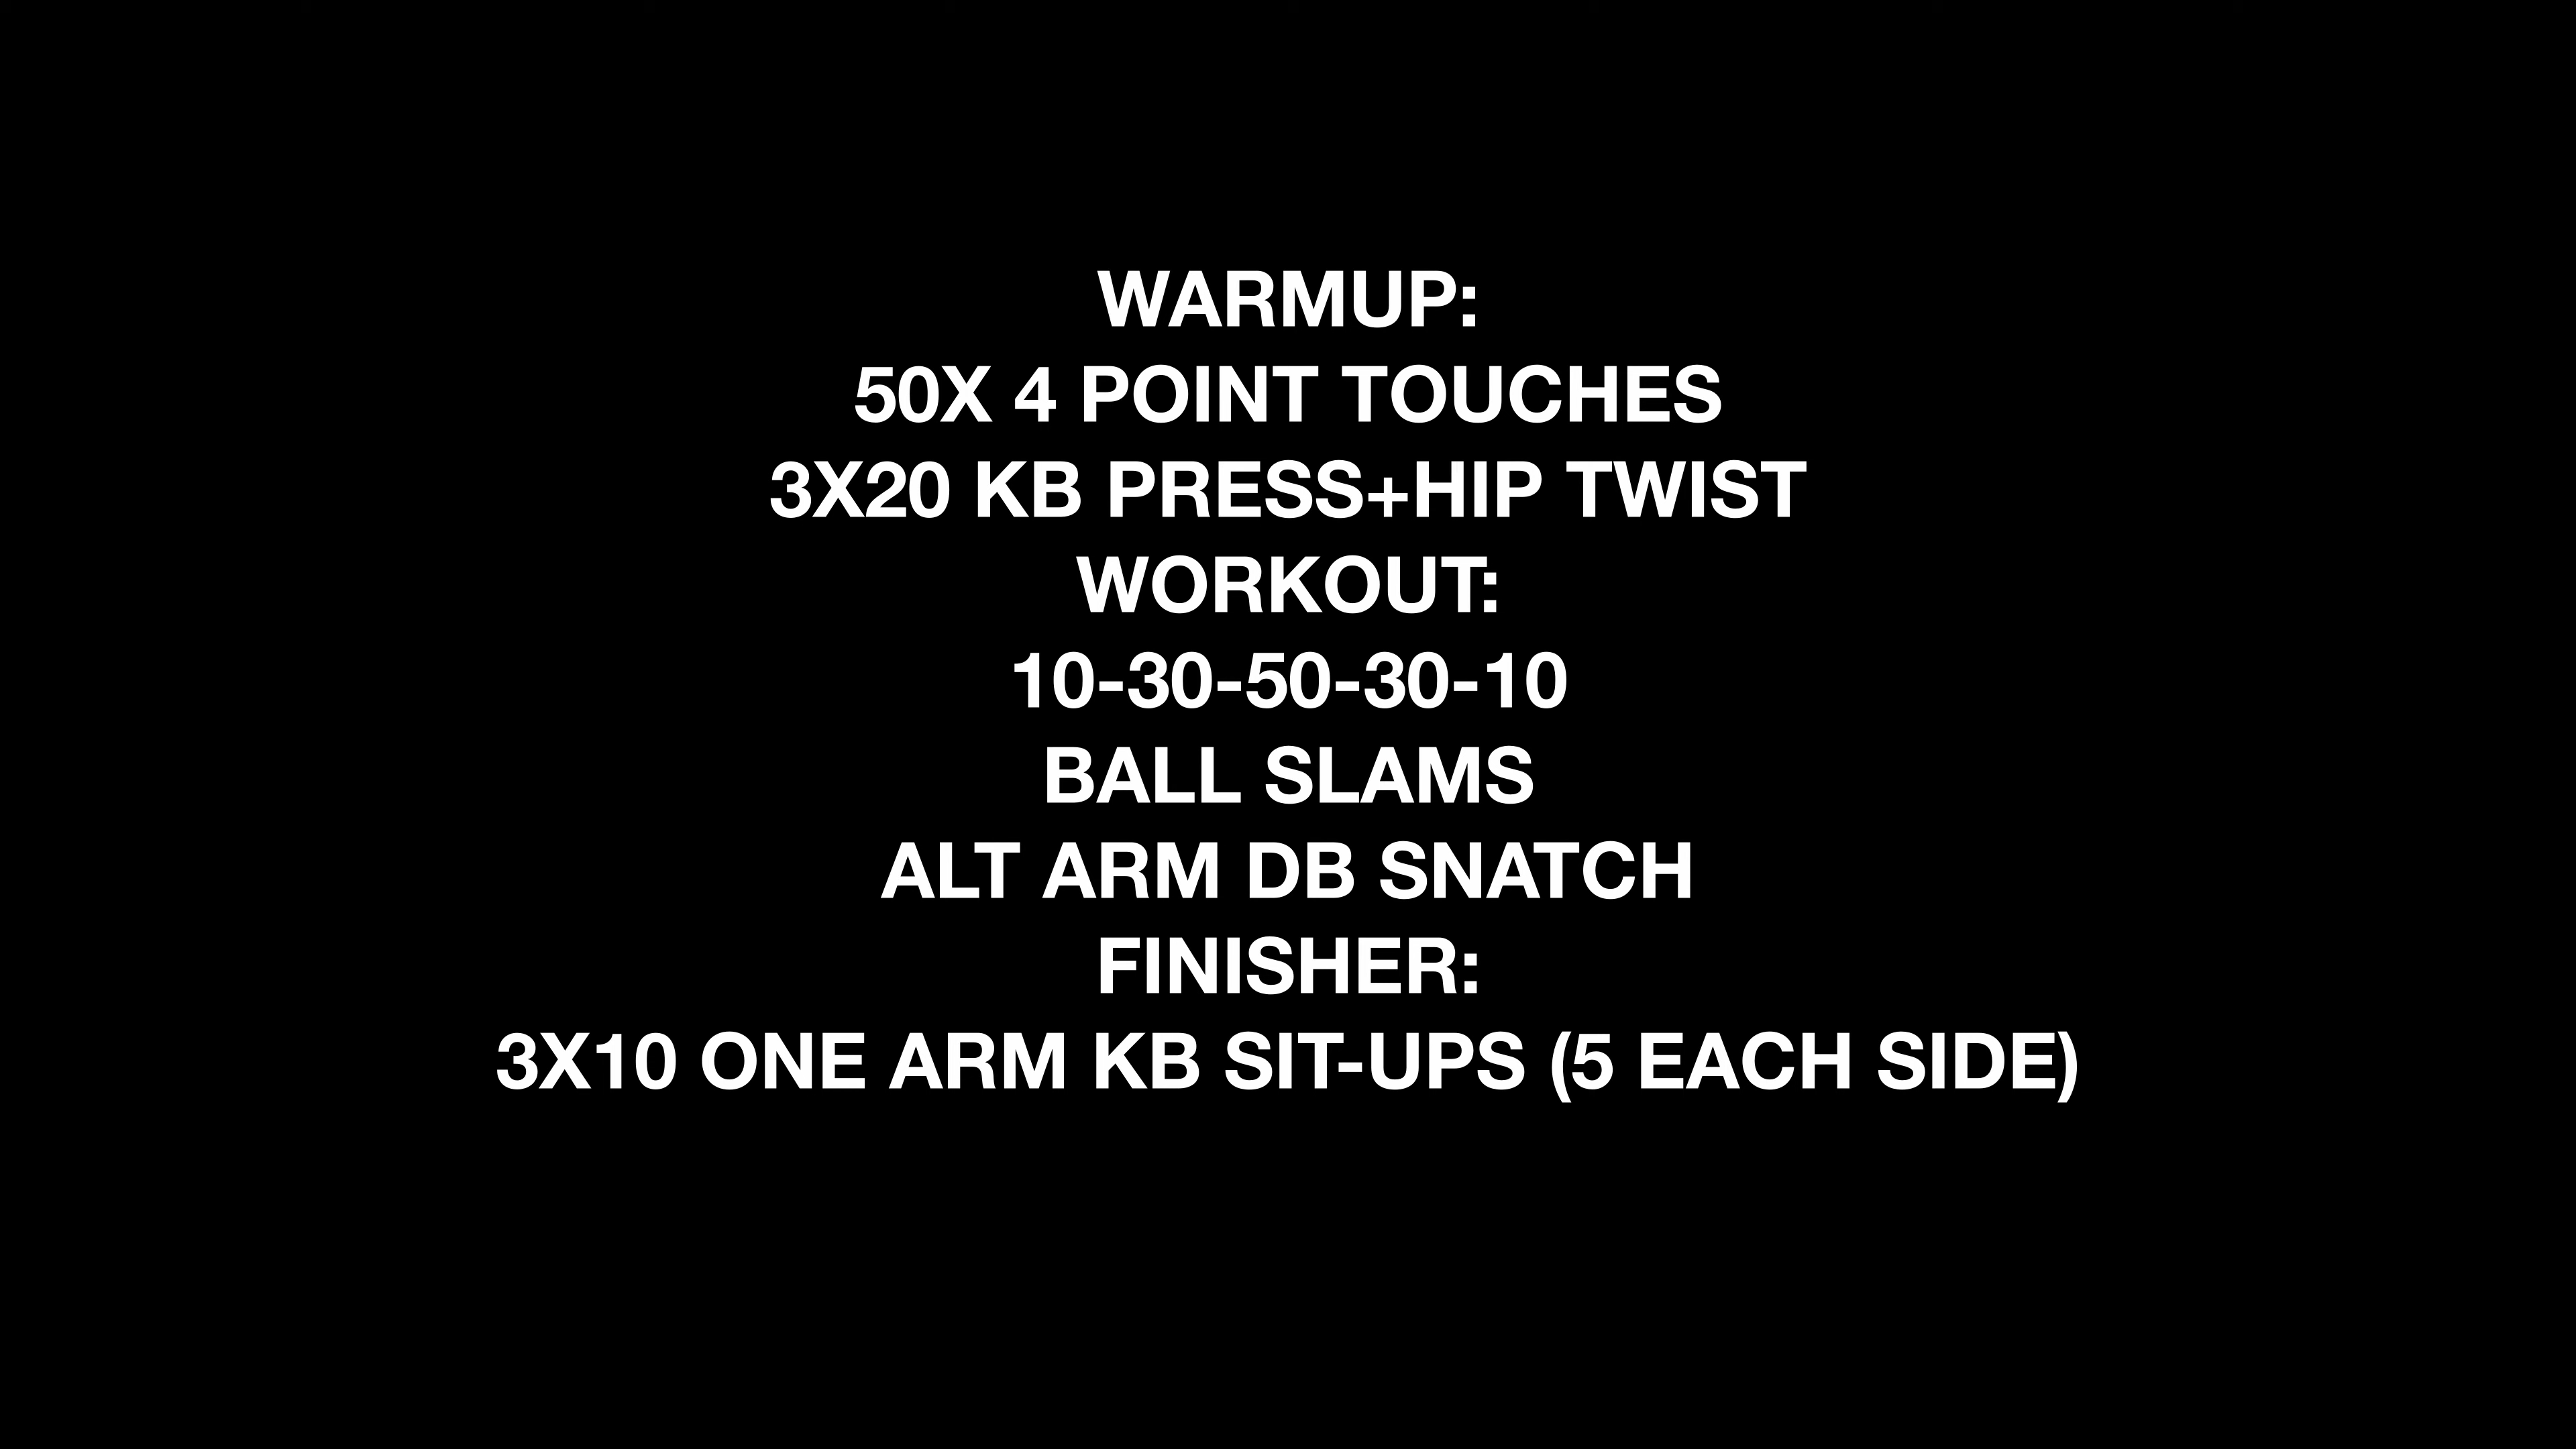 WARMUP:
50X 4 POINT TOUCHES
3X20 KB PRESS+HIP TWIST
WORKOUT:
10-30-50-30-10
BALL SLAMS
ALT ARM DB SNATCH
FINISHER:
3X10 ONE ARM KB SIT-UPS (5 EACH SIDE)